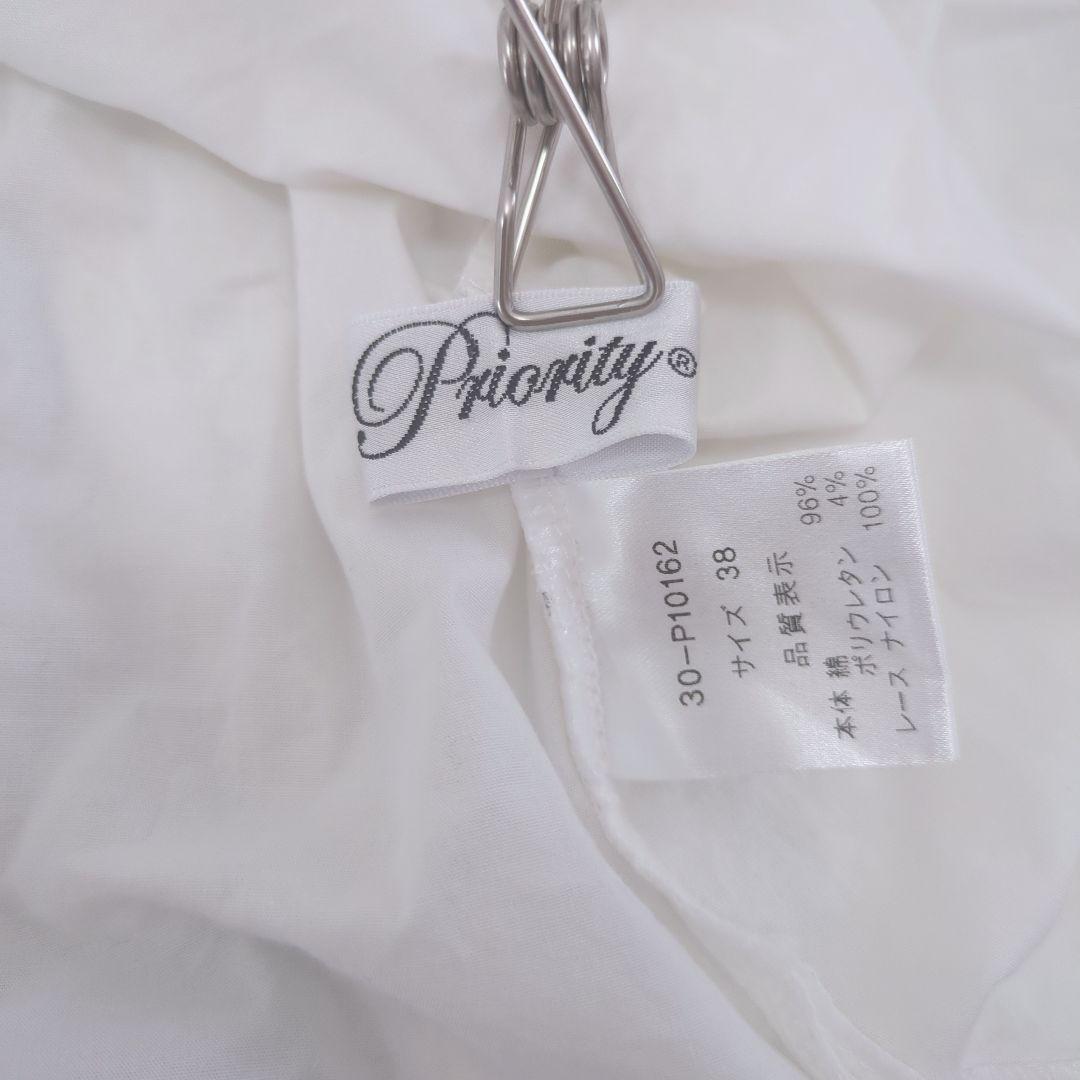 Priority®
30-P10162
サイズ 38
品質表示
本体 綿 96%
ポリウレタン 4%
レース ナイロン 100%